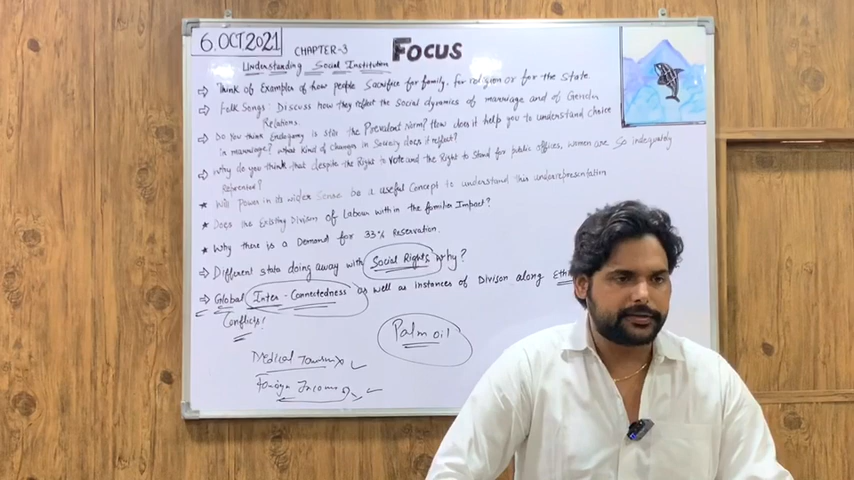 6.OCT2021
CHAPTER-3
FOCUS
Understanding Social Institution
Think of Examples of how people Sacrifice for family, for religion or for the State
Folk Songs: Discuss how they reflect the Social dynamics of marriage and of Gender
Relations.
Do you think Endogamy is still the Prevalent Norm? How does it help you to understand choice
in marriage? What Kind of changes in Society does it reflect?
Why do you think that despite the Right to vote and the Right to Stand for public offices, women are so
Will power in its wider Sense be a useful Concept to understand this underrepresentation
Does the Existing Division of Labour within the Impact?
Why there is a Demand for 33% Reservation.
Different state doing away with Social Rights why?
Global Inter-Connectedness as well as instances of Divison along
Conflicts!
Palm oil
Medical Tourism